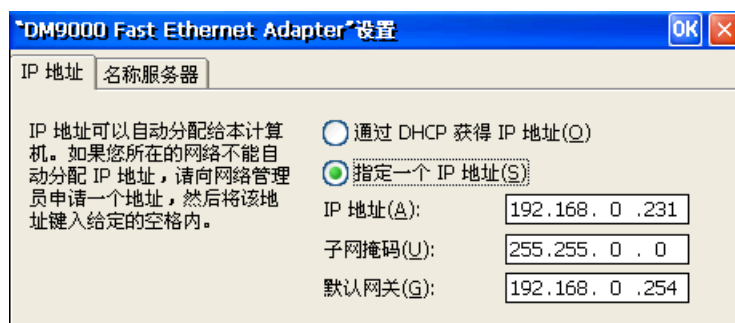 "DM9000 Fast Ethernet Adapter"设置 OK
IP 地址 名称服务器
IP 地址可以自动分配给本计算
机。如果您所在的网络不能自
动分配 IP 地址，请向网络管理
员申请一个地址，然后将该地
址键入给定的空格内。
通过 DHCP 获得 IP 地址(O)
指定一个 IP 地址(S)
IP 地址(A): 192.168. 0 .231
子网掩码(U): 255.255. 0 . 0
默认网关(G): 192.168. 0 .254